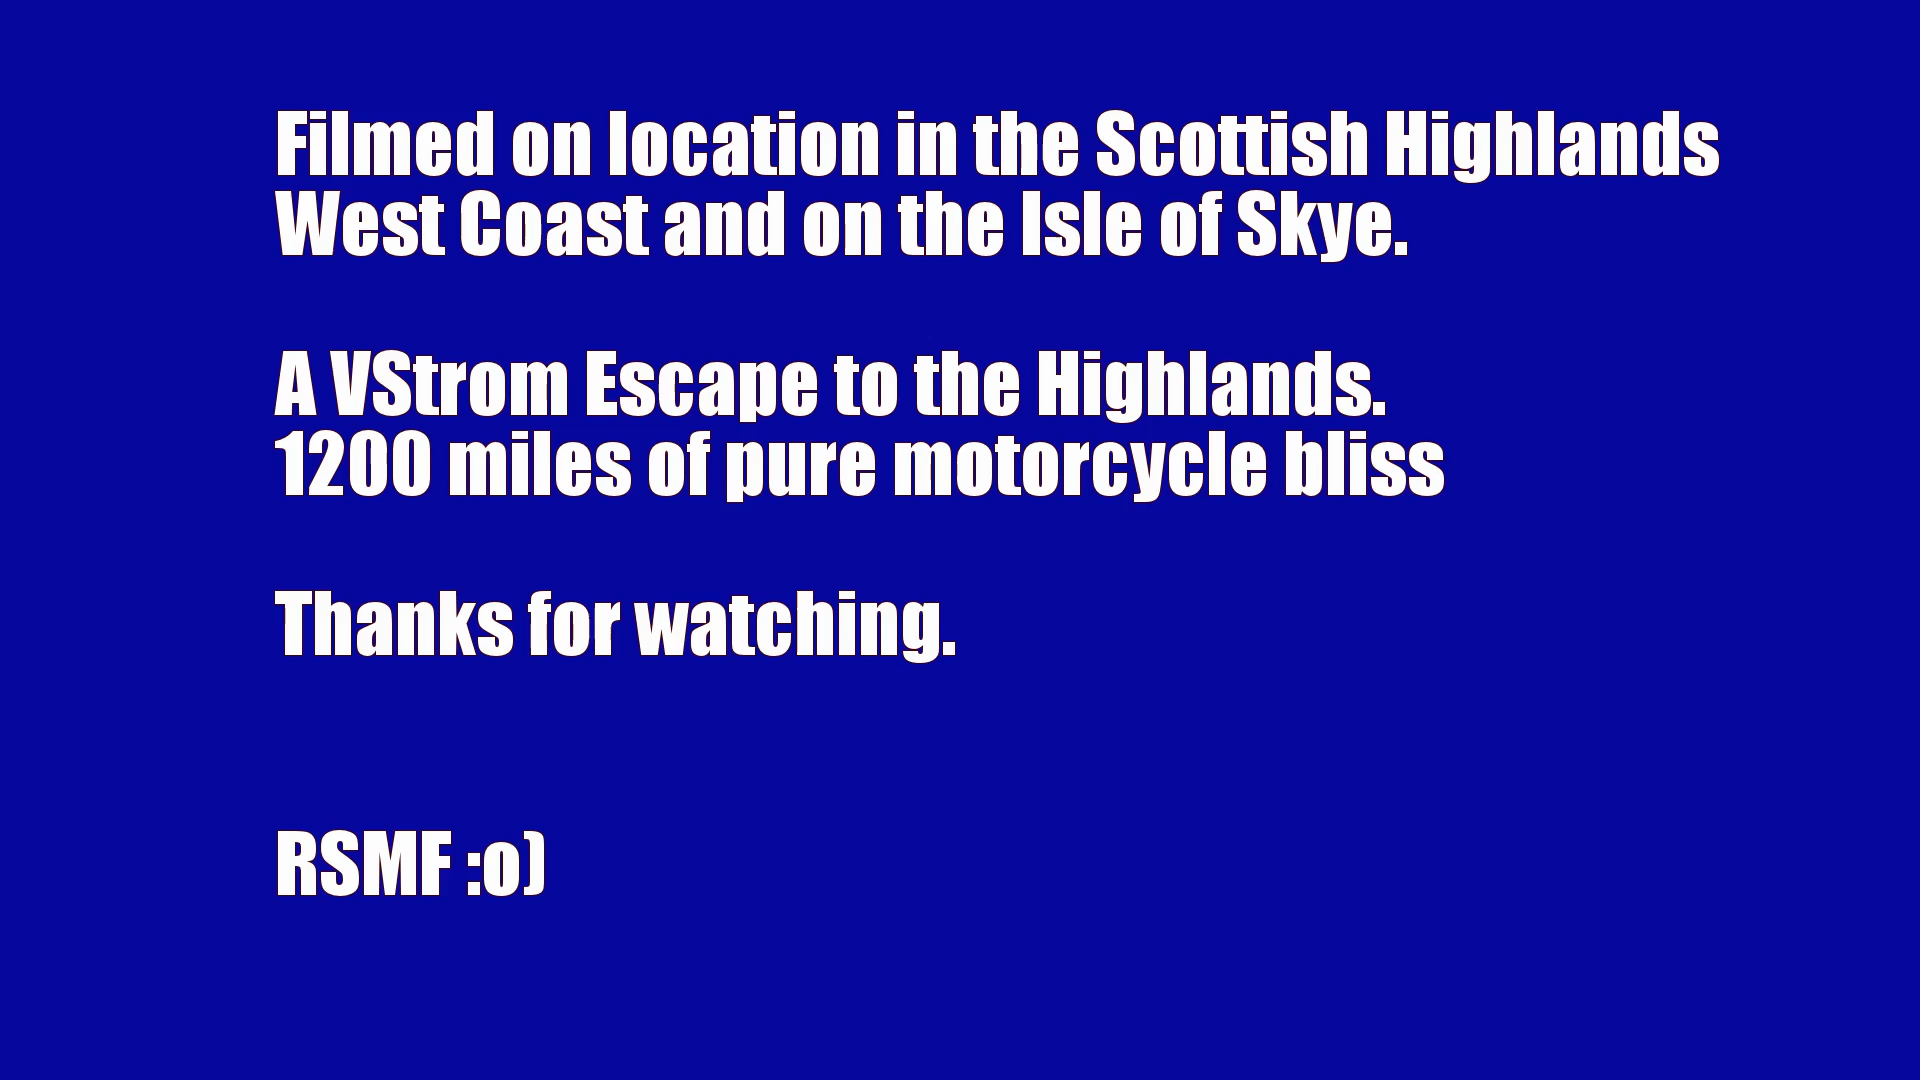 Filmed on location in the Scottish Highlands
West Coast and on the Isle of Skye.
A VStrom Escape to the Highlands.
1200 miles of pure motorcycle bliss
Thanks for watching.
RSMF :o)